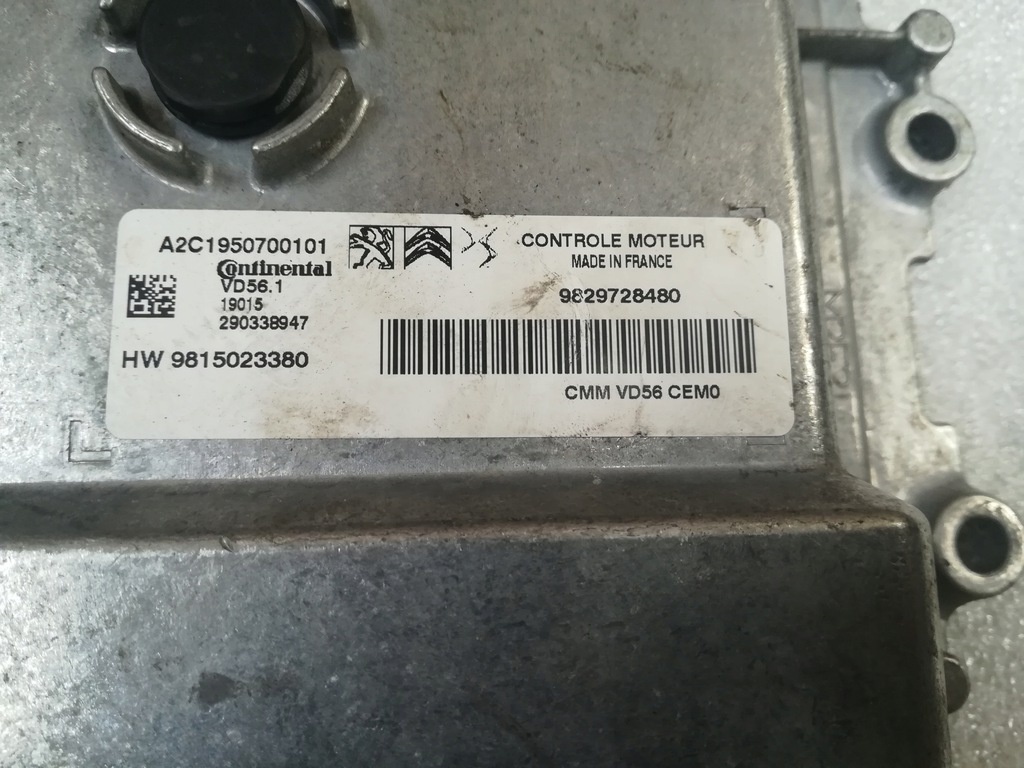 A2C1950700101
Continental
VD56.1
19015
290338947
HW 9815023380
CONTROLE MOTEUR
MADE IN FRANCE
9829728480
CMM VD56 CEM0